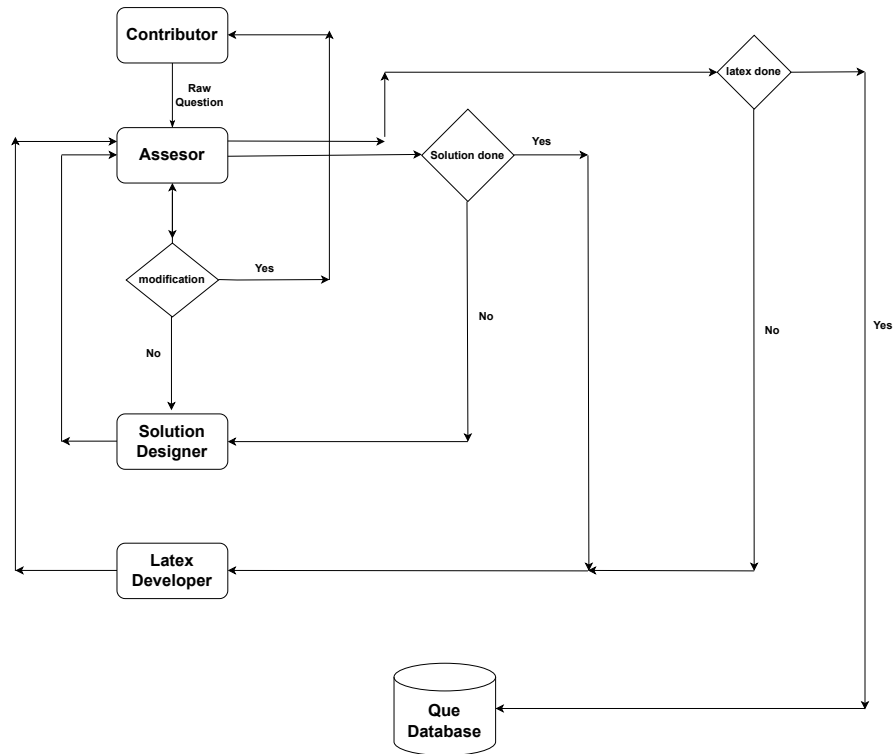 Contributor
latex done
Raw
Question
Assesor
Solution done
Yes
modification
Yes
No
No
Yes
No
Solution
Designer
Latex
Developer
Que
Database